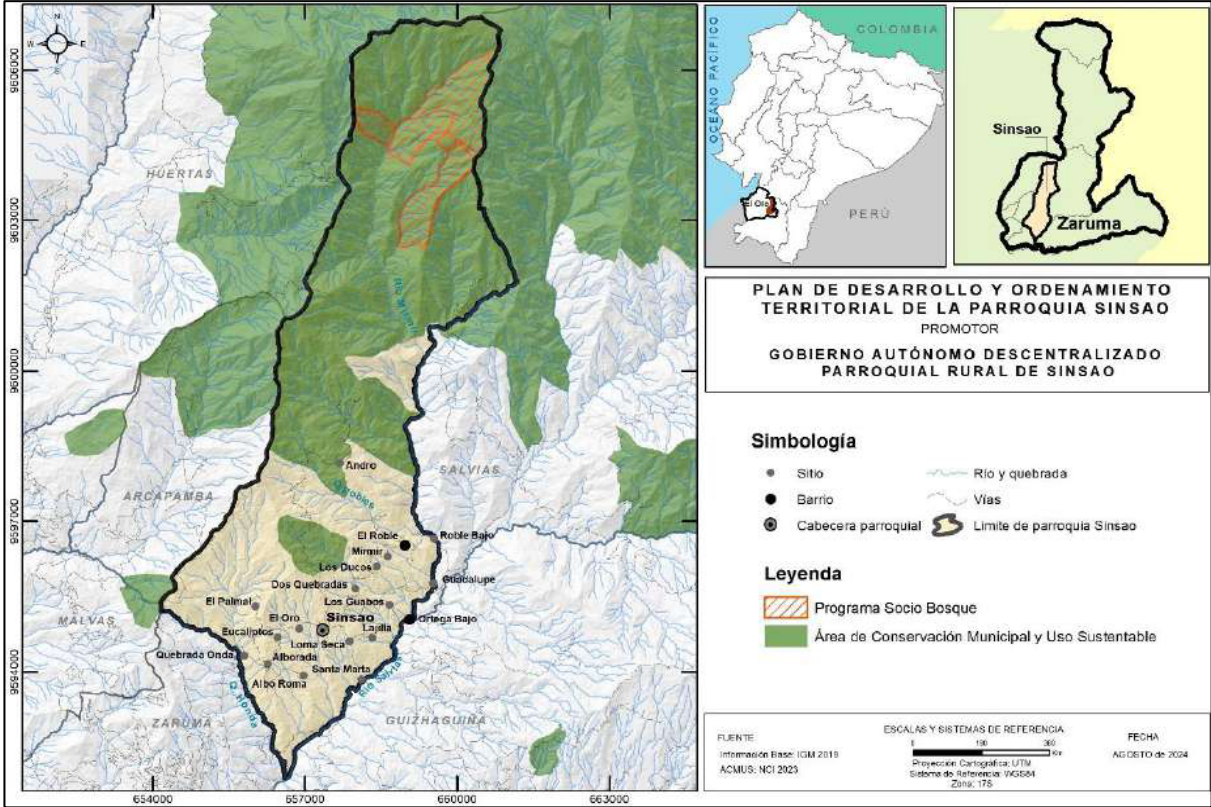 N
W E
S
9606000
9603000
9600000
9597000
9594000
654000
657000
660000
663000
HUERTAS
ARCAPAMBA
SALVIAS
MALVAS
ZARUMA
GUIZHAGUIÑA
Andro
Q. Robles
El Roble
Roble Bajo
Mirmir
Los Ducos
Dos Quebradas
Guadalupe
El Palmal
Los Guabos
Ortega Bajo
El Oro
Sinsao
Eucaliptos
Loma Seca
Quebrada Onda
Alborada
Santa Marta
Albo Roma
Río Salvias
Q. Honda
OCEANO PACÍFICO
COLOMBIA
El Oro
PERÚ
Sinsao
Zaruma
PLAN DE DESARROLLO Y ORDENAMIENTO
TERRITORIAL DE LA PARROQUIA SINSAO
PROMOTOR
GOBIERNO AUTÓNOMO DESCENTRALIZADO
PARROQUIAL RURAL DE SINSAO
Simbología
Sitio
Río y quebrada
Barrio
Vías
Cabecera parroquial
Limite de parroquia Sinsao
Leyenda
Programa Socio Bosque
Área de Conservación Municipal y Uso Sustentable
FUENTE
Información Base: IGM 2019
ACMUS: NCI 2023
ESCALAS Y SISTEMAS DE REFERENCIA
0 180 360
Km
Proyección Cartográfica: UTM
Sistema de Referencia: WGS84
Zona: 17S
FECHA
AGOSTO de 2024